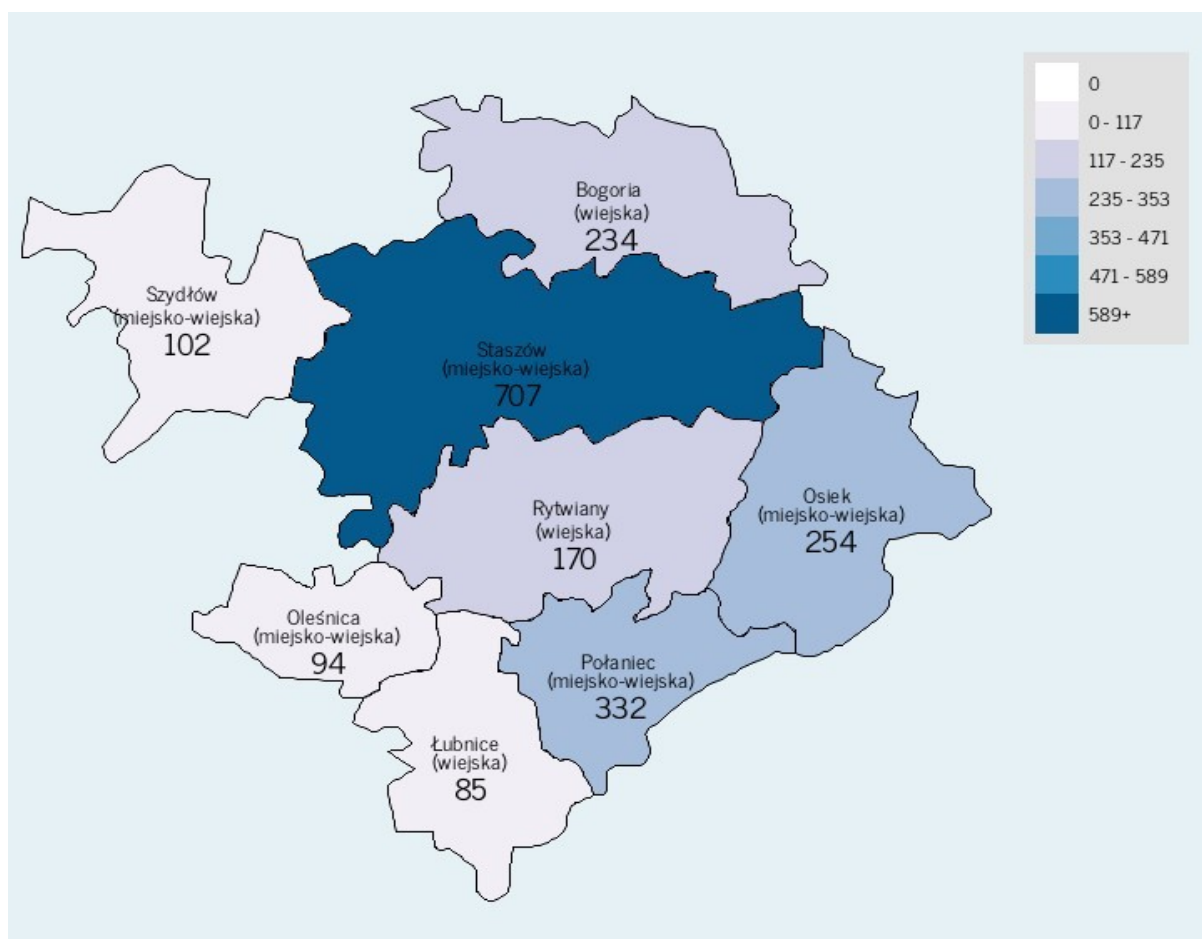 0
0 - 117
117 - 235
235 - 353
353 - 471
471 - 589
589+
Bogoria
(wiejska)
234
Szydłów
(miejsko-wiejska)
102
Staszów
(miejsko-wiejska)
707
Osiek
(miejsko-wiejska)
254
Rytwiany
(wiejska)
170
Oleśnica
(miejsko-wiejska)
94
Połaniec
(miejsko-wiejska)
332
Łubnice
(wiejska)
85